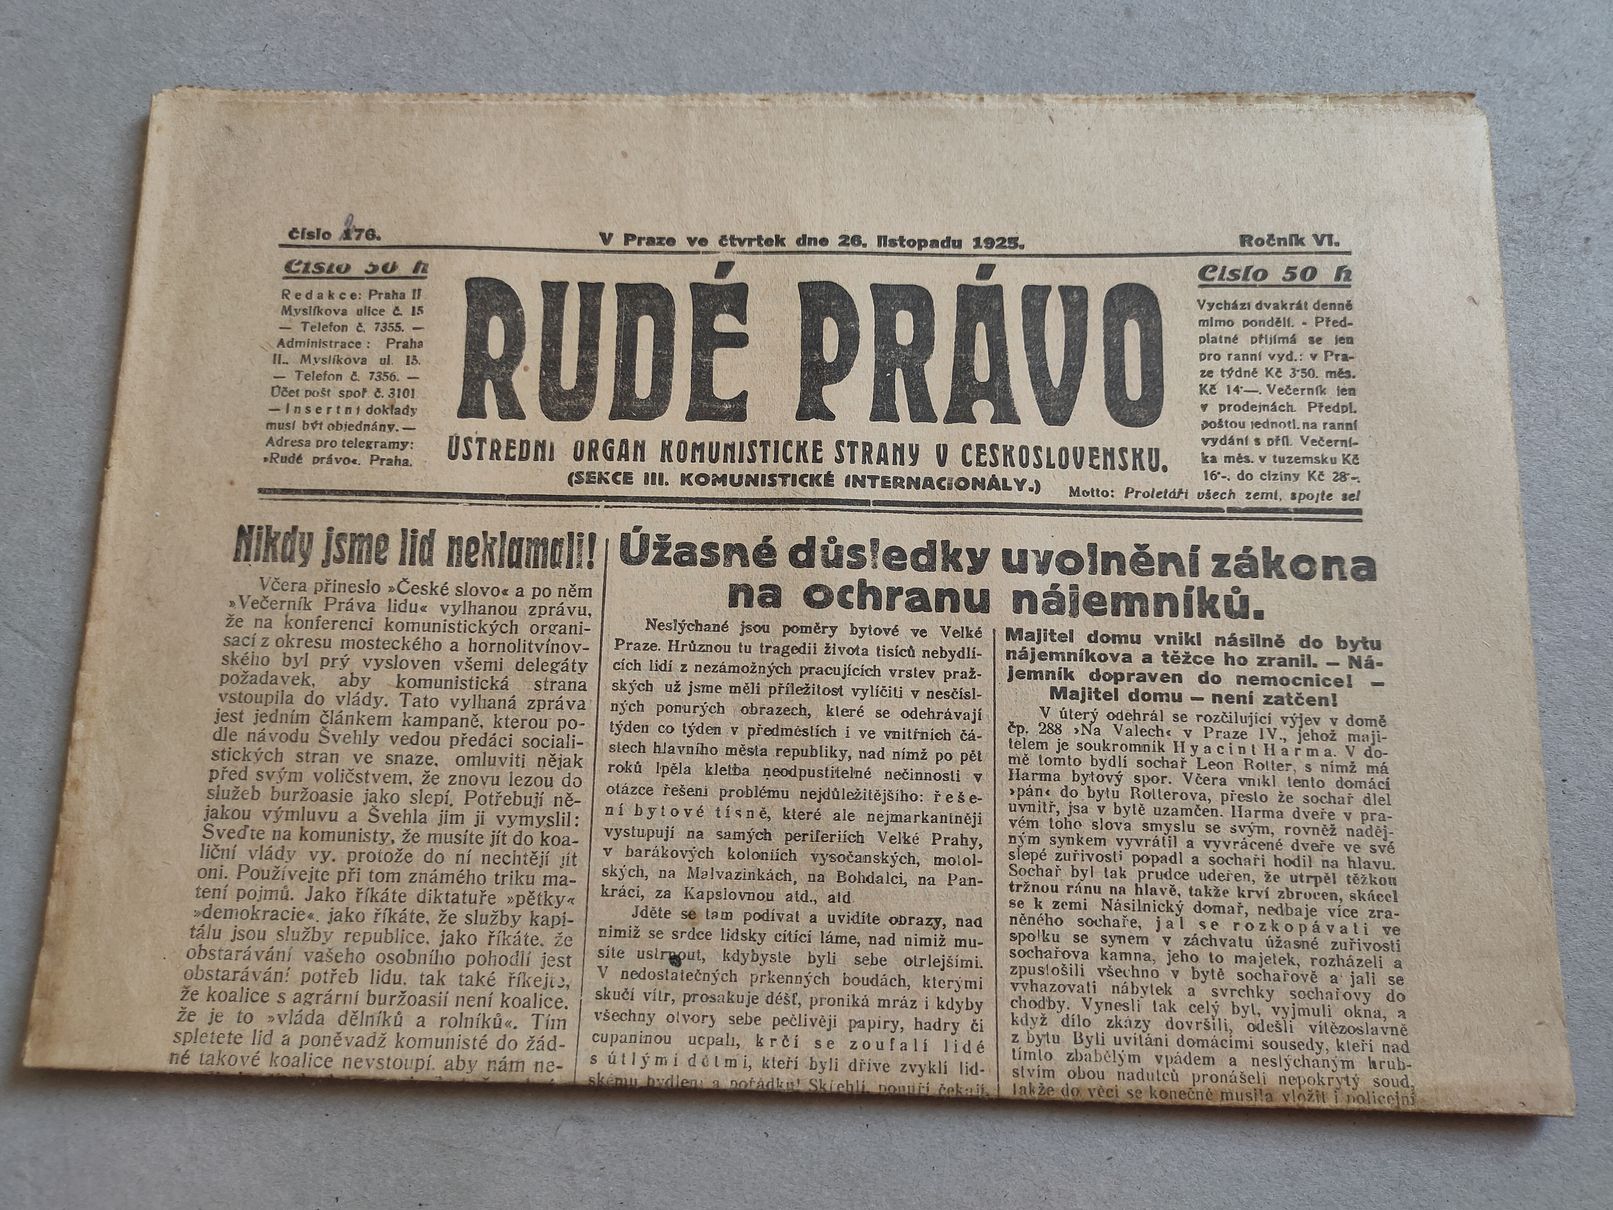 Číslo 276.
V Praze ve čtvrtek dne 26. listopadu 1925.
Ročník VI.
Číslo 50 h
Redakce: Praha II
Myslíkova ulice č. 15
— Telefon č. 7355. —
Administrace: Praha
II., Myslíkova ul. 15.
— Telefon č. 7356. —
Účet pošt spoř č. 3101
— Insertní doklady
musí být objednány. —
Adresa pro telegramy:
»Rudé právo«. Praha.
RUDÉ PRÁVO
ÚSTŘEDNÍ ORGÁN KOMUNISTICKÉ STRANY V ČESKOSLOVENSKU.
(SEKCE III. KOMUNISTICKÉ INTERNACIONÁLY.)
Číslo 50 h
Vychází dvakrát denně
mimo pondělí. - Před-
platné přijímá se jen
pro ranní vyd.: v Pra-
ze týdně Kč 3·50. měs.
Kč 14·—. Večerník jen
v prodejnách. Předpl.
poštou jednotl. na ranní
vydání s příl. Večerní-
ka měs. v tuzemsku Kč
16·-. do ciziny Kč 28·-.
Motto: Proletáři všech zemí, spojte se!
Nikdy jsme lid neklamali!
Včera přineslo »České slovo« a po něm
»Večerník Práva lidu« vylhanou zprávu,
že na konferenci komunistických organi-
sací z okresu mosteckého a hornolitvínov-
ského byl prý vysloven všemi delegáty
požadavek, aby komunistická strana
vstoupila do vlády. Tato vylhaná zpráva
jest jedním článkem kampaně, kterou po-
dle návodu Švehly vedou předáci sociali-
stických stran ve snaze, omluviti nějak
před svým voličstvem, že znovu lezou do
služeb buržoasie jako slepí. Potřebují ně-
jakou výmluvu a Švehla jim ji vymyslil:
Sveďte na komunisty, že musíte jít do koa-
liční vlády vy, protože do ní nechtějí jít
oni. Používejte při tom známého triku ma-
tení pojmů. Jako říkáte diktatuře »pětky«
»demokracie«, jako říkáte, že služby kapi-
tálu jsou služby republice, jako říkáte, že
obstarávání vašeho osobního pohodlí jest
obstarávání potřeb lidu, tak také říkejte,
že koalice s agrární buržoasií není koalice,
že je to »vláda dělníků a rolníků«. Tím
spletete lid a poněvadž komunisté do žád-
né takové koalice nevstoupí, aby nám ne-
Úžasné důsledky uvolnění zákona
na ochranu nájemníků.
Neslýchané jsou poměry bytové ve Velké
Praze. Hrůznou tu tragedii života tisíců nebydlí-
cích lidí z nezámožných pracujících vrstev praž-
ských už jsme měli příležitost vylíčiti v nesčísl-
ných ponurých obrazech, které se odehrávají
týden co týden v předměstích i ve vnitřních čá-
stech hlavního města republiky, nad nímž po pět
roků lpěla kletba neodpustitelné nečinnosti v
otázce řešení problému nejdůležitějšího: řeše-
ní bytové tísně, které ale nejmarkantněji
vystupují na samých periferiích Velké Prahy,
v barákových koloniích vysočanských, motol-
ských, na Malvazinkách, na Bohdalci, na Pan-
kráci, za Kapslovnou atd., atd
Jděte se tam podívat a uvidíte obrazy, nad
nimiž se srdce lidsky cítící láme, nad nimiž mu-
síte ustrnout, kdybyste byli sebe otrlejšími.
V nedostatečných prkenných boudách, kterými
skučí vítr, prosakuje déšť, proniká mráz i kdyby
všechny otvory sebe pečlivěji papíry, hadry či
cupaninou ucpali, krčí se zoufalí lidé
s útlými dětmi, kteří byli dříve zvyklí lid-
skému bydlení a pořádku! Skřehlí, ponuří čekají,
Majitel domu vnikl násilně do bytu
nájemníkova a těžce ho zranil. — Ná-
jemník dopraven do nemocnice! —
Majitel domu — není zatčen!
V úterý odehrál se rozčilující výjev v domě
čp. 288 »Na Valech« v Praze IV., jehož maji-
telem je soukromník Hyacint Harma. V do-
mě tomto bydlí sochař Leon Rotter, s nímž má
Harma bytový spor. Včera vnikl tento domácí
»pán« do bytu Rotterova, přesto že sochař dlel
uvnitř, jsa v bytě uzamčen. Harma dveře v pra-
vém toho slova smyslu se svým, rovněž naděj-
ným synkem vyvrátil a vyvrácené dveře ve své
slepé zuřivosti popadl a sochaři hodil na hlavu.
Sochař byl tak prudce udeřen, že utrpěl těžkou
tržnou ránu na hlavě, takže krví zbrocen, skácel
se k zemi Násilnický domař, nedbaje více zra-
něného sochaře, jal se rozkopávati ve
spolku se synem v záchvatu úžasné zuřivosti
sochařova kamna, jeho to majetek, rozházeli a
zpustošili všechno v bytě sochařově a jali se
vyhazovati nábytek a svrchky sochařovy do
chodby. Vynesli tak celý byt, vyjmuli okna, a
když dílo zkázy dovršili, odešli vítězoslavně
z bytu. Byli uvítáni domácími sousedy, kteří nad
tímto zbabělým vpádem a neslýchaným hrub-
stvím obou nadutců pronášeli nepokrytý soud,
takže do věci se konečně musila vložit i policejní